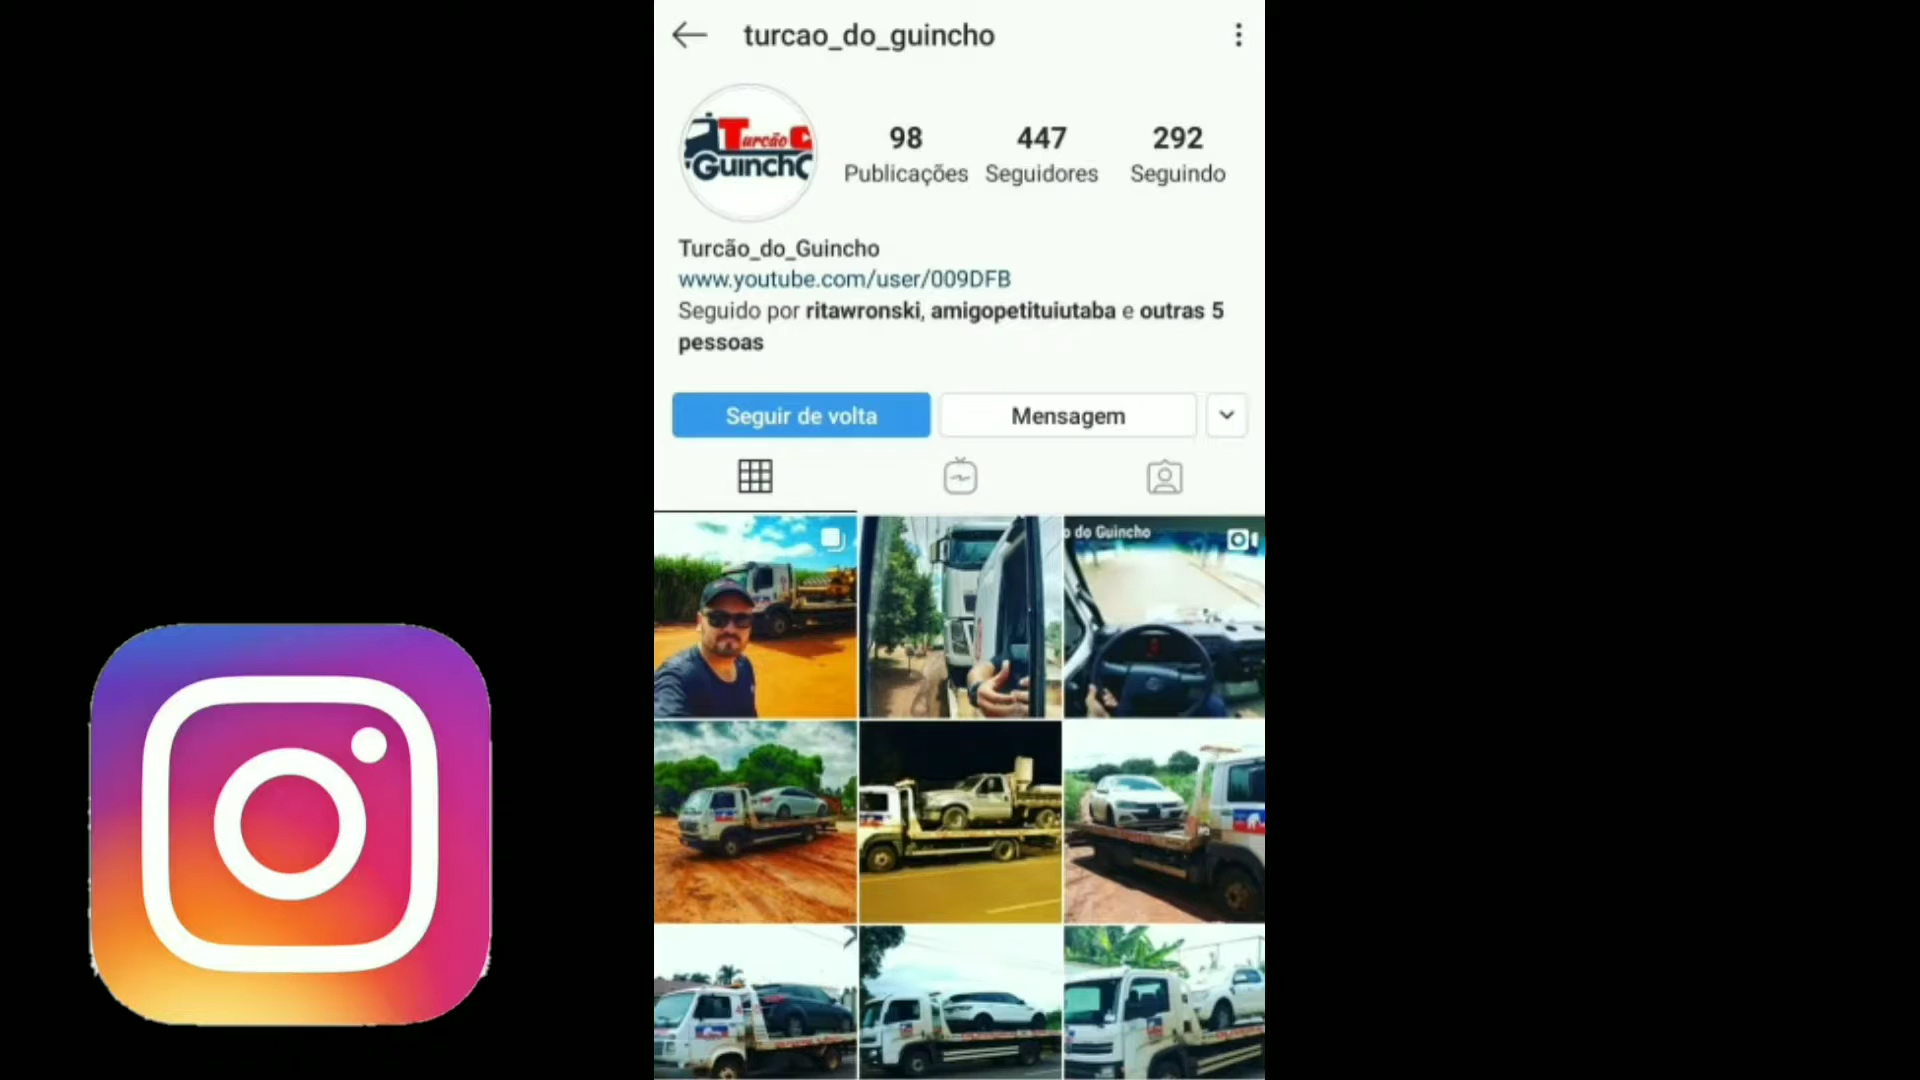 turcao_do_guincho
Turcão
Guincho
98
Publicações
447
Seguidores
292
Seguindo
Turcão_do_Guincho
www.youtube.com/user/009DFB
Seguido por ritawronski, amigopetituiutaba e outras 5
pessoas
Seguir de volta
Mensagem
o do Guincho